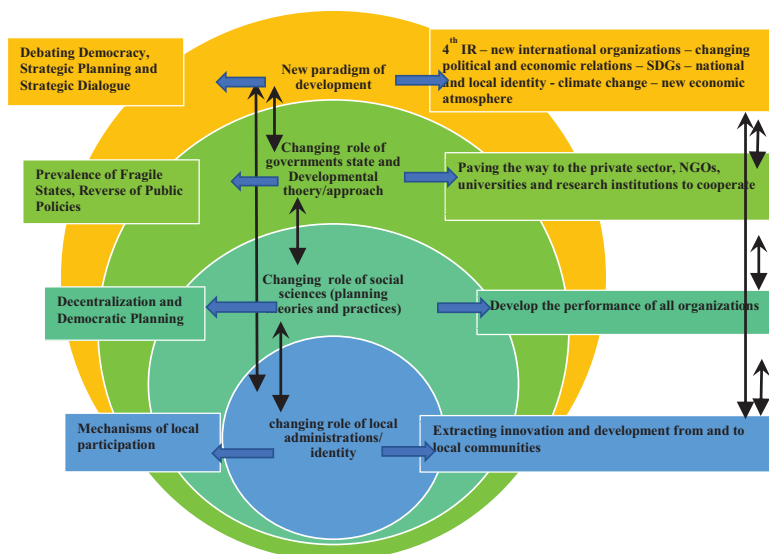 Debating Democracy,
Strategic Planning and
Strategic Dialogue
New paradigm of
development
4th IR – new international organizations – changing
political and economic relations – SDGs – national
and local identity - climate change – new economic
atmosphere
Prevalence of Fragile
States, Reverse of Public
Policies
Changing role of
governments state and
Developmental
thoery/approach
Paving the way to the private sector, NGOs,
universities and research institutions to cooperate
Decentralization and
Democratic Planning
Changing role of social
sciences (planning
theories and practices)
Develop the performance of all organizations
Mechanisms of local
participation
changing role of local
administrations/
identity
Extracting innovation and development from and to
local communities